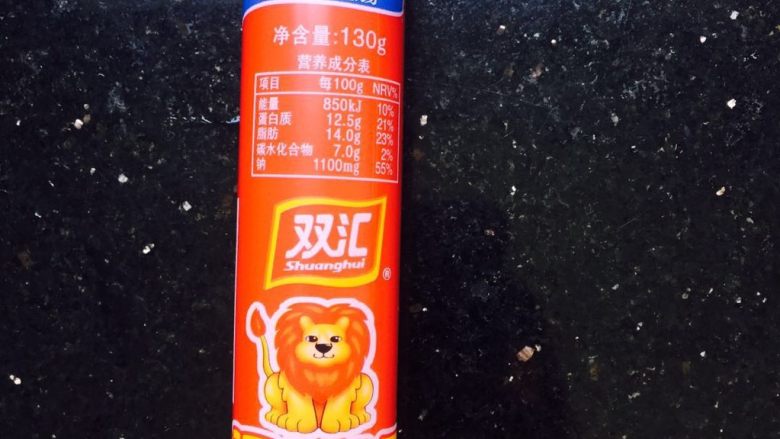 净含量:130g
营养成分表
项目 每100g NRV%
能量 850kJ 10%
蛋白质 12.5g 21%
脂肪 14.0g 23%
碳水化合物 7.0g 2%
钠 1100mg 55%
双汇
Shuanghui
®